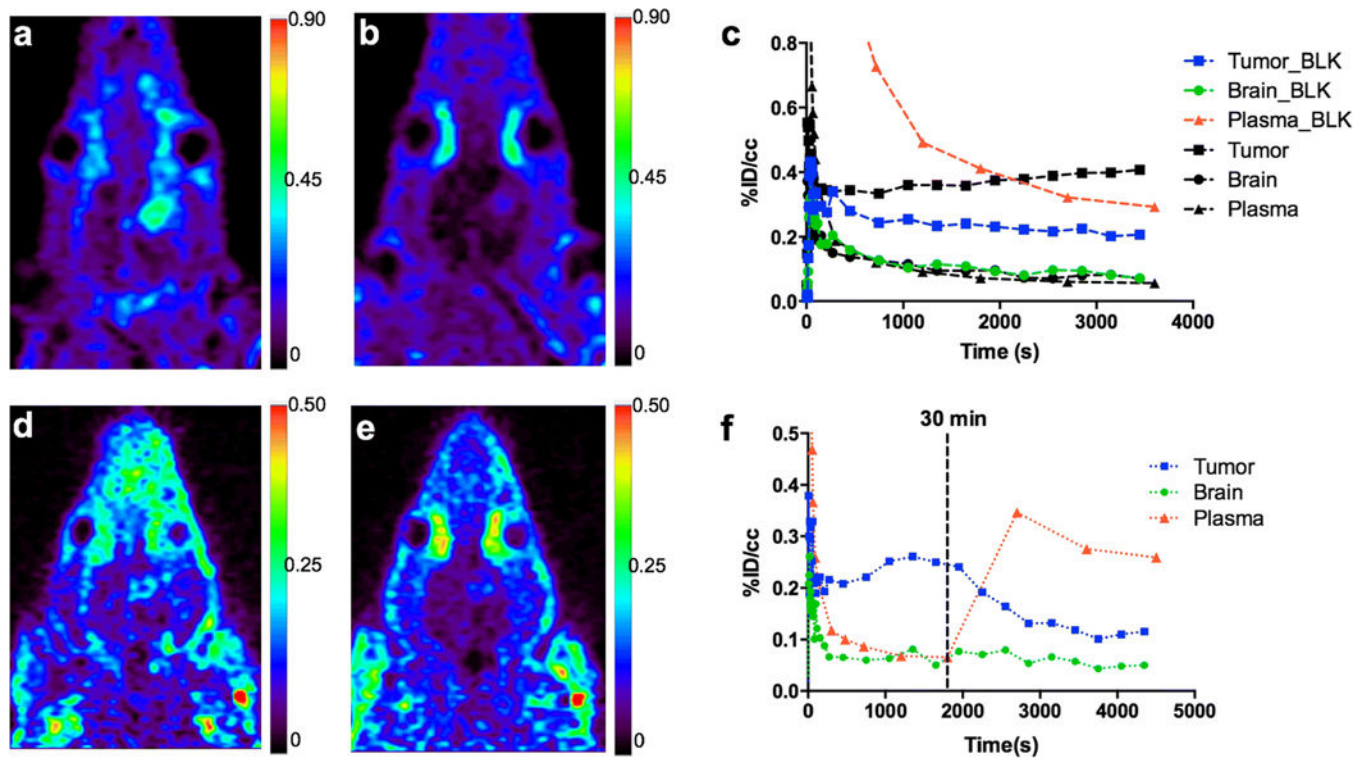 a
0.90
0.45
0
b
0.90
0.45
0
c
%ID/cc
0.8
0.6
0.4
0.2
0.0
0 1000 2000 3000 4000
Time (s)
Tumor_BLK
Brain_BLK
Plasma_BLK
Tumor
Brain
Plasma
d
0.50
0.25
0
e
0.50
0.25
0
f
30 min
%ID/cc
0.5
0.4
0.3
0.2
0.1
0.0
0 1000 2000 3000 4000 5000
Time(s)
Tumor
Brain
Plasma